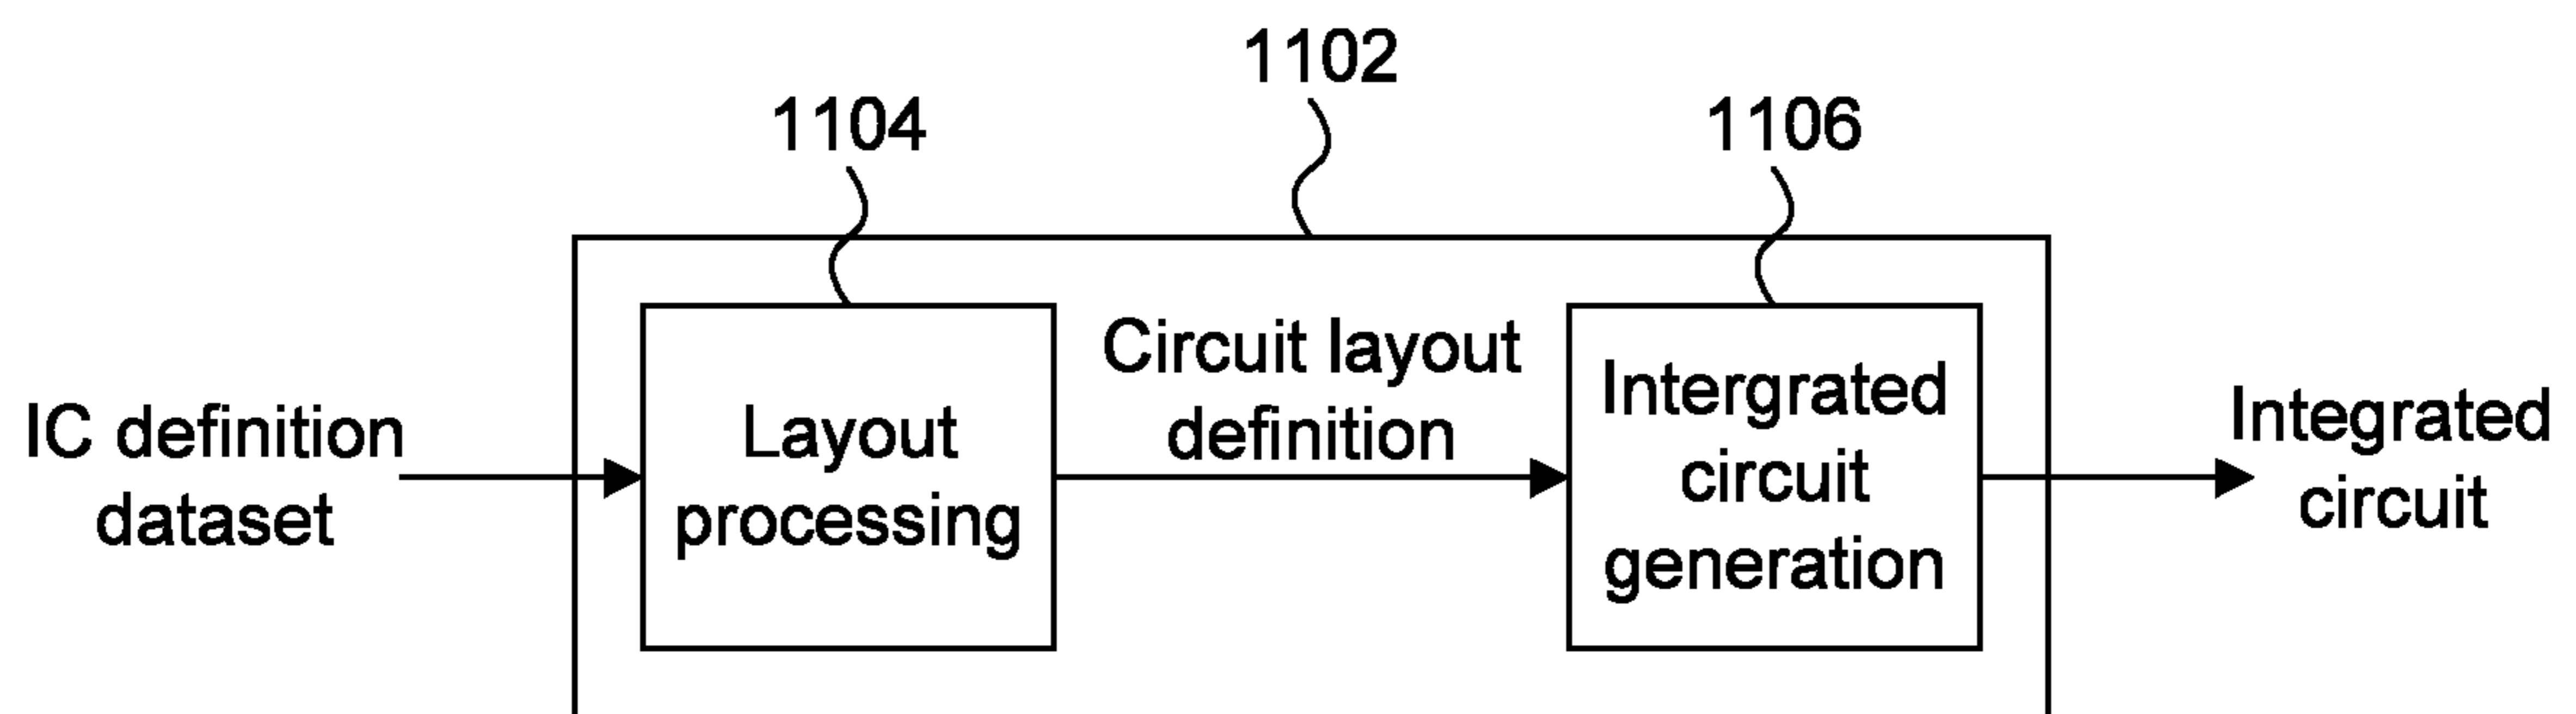 1102
1104
1106
IC definition
dataset
Layout
processing
Circuit layout
definition
Intergrated
circuit
generation
Integrated
circuit